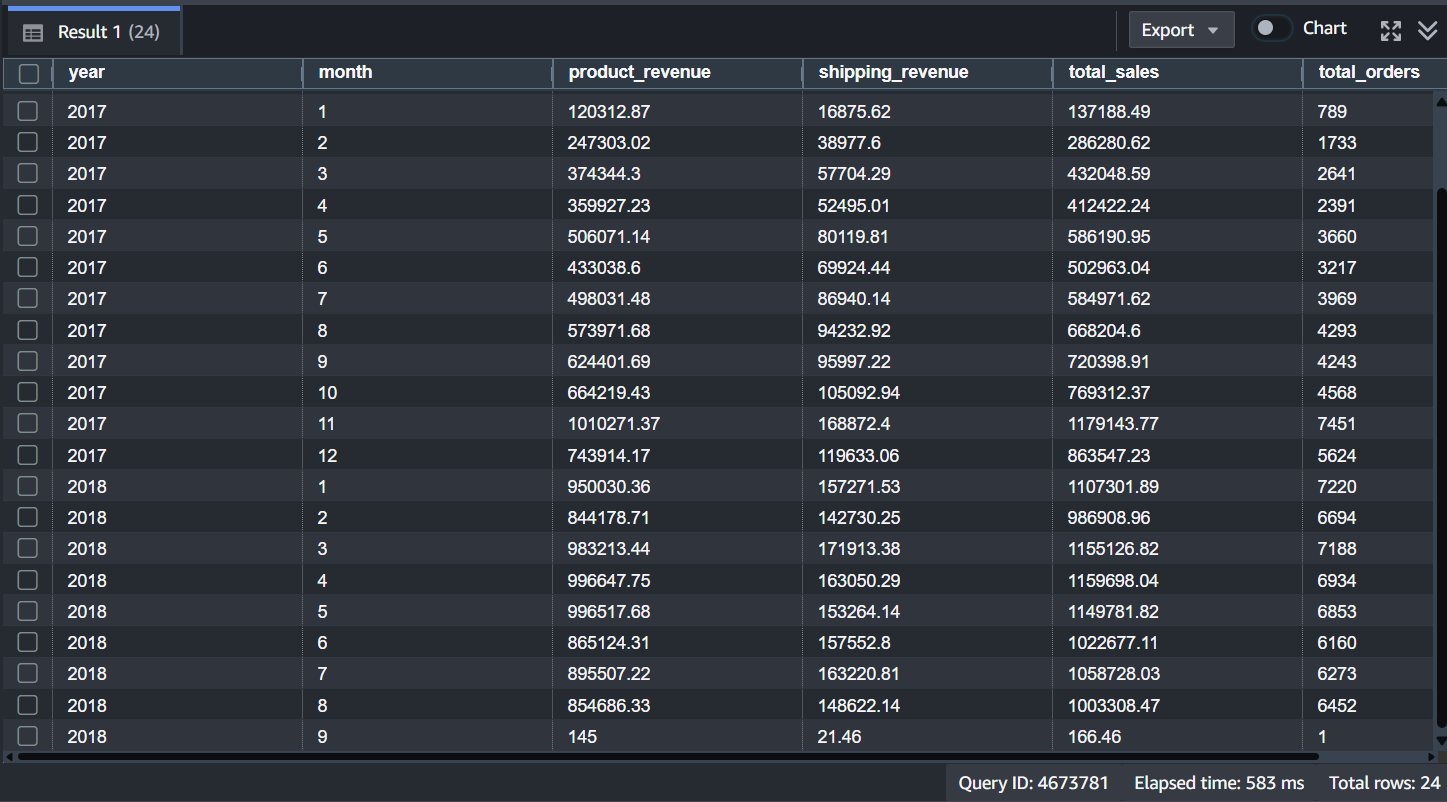 Result 1 (24) Export Chart
year month product_revenue shipping_revenue total_sales total_orders
2017 1 120312.87 16875.62 137188.49 789
2017 2 247303.02 38977.6 286280.62 1733
2017 3 374344.3 57704.29 432048.59 2641
2017 4 359927.23 52495.01 412422.24 2391
2017 5 506071.14 80119.81 586190.95 3660
2017 6 433038.6 69924.44 502963.04 3217
2017 7 498031.48 86940.14 584971.62 3969
2017 8 573971.68 94232.92 668204.6 4293
2017 9 624401.69 95997.22 720398.91 4243
2017 10 664219.43 105092.94 769312.37 4568
2017 11 1010271.37 168872.4 1179143.77 7451
2017 12 743914.17 119633.06 863547.23 5624
2018 1 950030.36 157271.53 1107301.89 7220
2018 2 844178.71 142730.25 986908.96 6694
2018 3 983213.44 171913.38 1155126.82 7188
2018 4 996647.75 163050.29 1159698.04 6934
2018 5 996517.68 153264.14 1149781.82 6853
2018 6 865124.31 157552.8 1022677.11 6160
2018 7 895507.22 163220.81 1058728.03 6273
2018 8 854686.33 148622.14 1003308.47 6452
2018 9 145 21.46 166.46 1
Query ID: 4673781 Elapsed time: 583 ms Total rows: 24